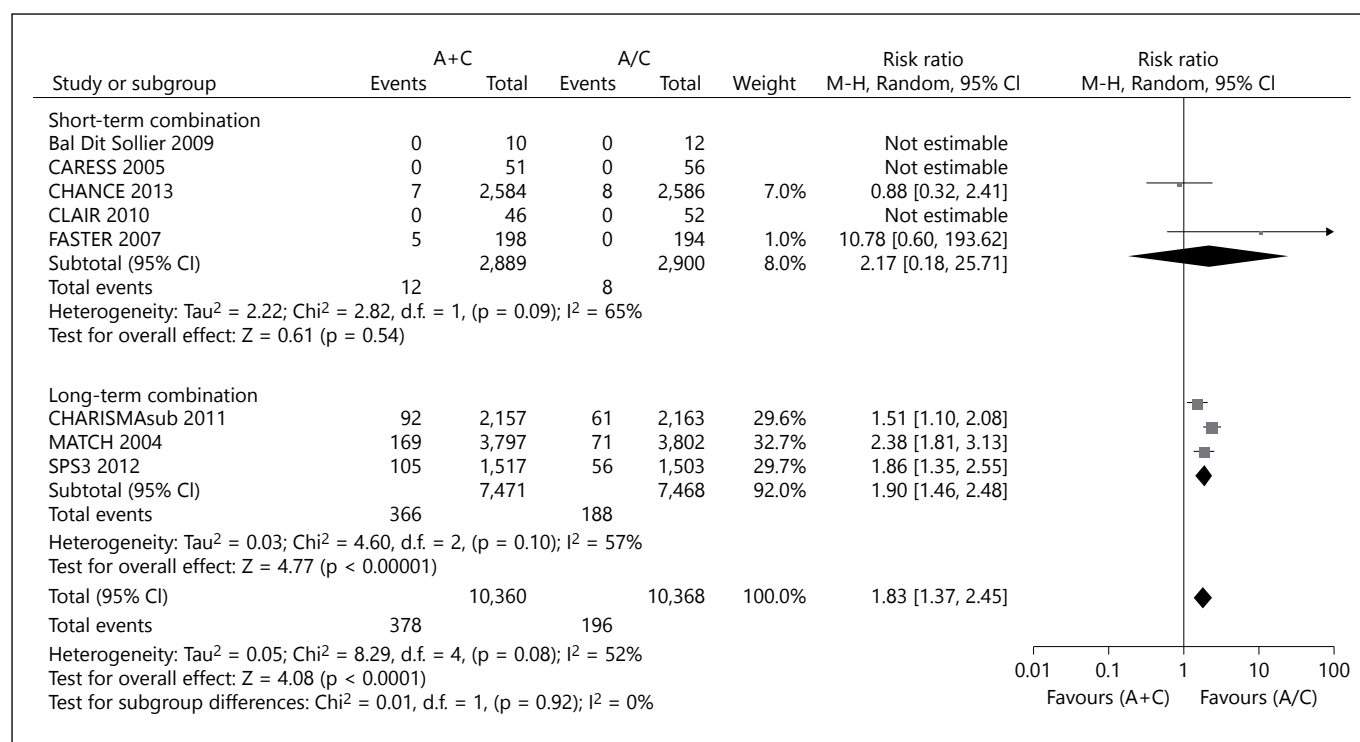 A+C A/C Risk ratio Risk ratio
Study or subgroup Events Total Events Total Weight M-H, Random, 95% CI M-H, Random, 95% CI
Short-term combination
Bal Dit Sollier 2009 0 10 0 12 Not estimable
CARESS 2005 0 51 0 56 Not estimable
CHANCE 2013 7 2,584 8 2,586 7.0% 0.88 [0.32, 2.41]
CLAIR 2010 0 46 0 52 Not estimable
FASTER 2007 5 198 0 194 1.0% 10.78 [0.60, 193.62]
Subtotal (95% CI) 2,889 2,900 8.0% 2.17 [0.18, 25.71]
Total events 12 8
Heterogeneity: Tau² = 2.22; Chi² = 2.82, d.f. = 1, (p = 0.09); I² = 65%
Test for overall effect: Z = 0.61 (p = 0.54)
Long-term combination
CHARISMAsub 2011 92 2,157 61 2,163 29.6% 1.51 [1.10, 2.08]
MATCH 2004 169 3,797 71 3,802 32.7% 2.38 [1.81, 3.13]
SPS3 2012 105 1,517 56 1,503 29.7% 1.86 [1.35, 2.55]
Subtotal (95% CI) 7,471 7,468 92.0% 1.90 [1.46, 2.48]
Total events 366 188
Heterogeneity: Tau² = 0.03; Chi² = 4.60, d.f. = 2, (p = 0.10); I² = 57%
Test for overall effect: Z = 4.77 (p < 0.00001)
Total (95% CI) 10,360 10,368 100.0% 1.83 [1.37, 2.45]
Total events 378 196
Heterogeneity: Tau² = 0.05; Chi² = 8.29, d.f. = 4, (p = 0.08); I² = 52%
Test for overall effect: Z = 4.08 (p < 0.0001)
Test for subgroup differences: Chi² = 0.01, d.f. = 1, (p = 0.92); I² = 0%
0.01 0.1 1 10 100
Favours (A+C) Favours (A/C)